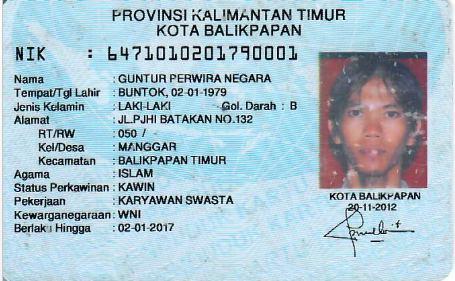 PROVINSI KALIMANTAN TIMUR
KOTA BALIKPAPAN
NIK : 6471010201790001
Nama : GUNTUR PERWIRA NEGARA
Tempat/Tgl Lahir : BUNTOK, 02-01-1979
Jenis Kelamin : LAKI-LAKI Gol. Darah : B
Alamat : JL.PJHI BATAKAN NO.132
RT/RW : 050 /
Kel/Desa : MANGGAR
Kecamatan : BALIKPAPAN TIMUR
Agama : ISLAM
Status Perkawinan : KAWIN
Pekerjaan : KARYAWAN SWASTA
Kewarganegaraan : WNI
Berlaku Hingga : 02-01-2017
KOTA BALIKPAPAN
20-11-2012